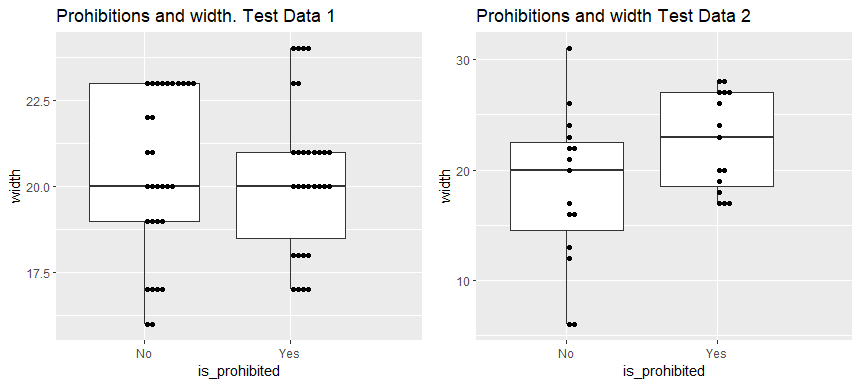 Prohibitions and width. Test Data 1
22.5
20.0
17.5
width
No
Yes
is_prohibited
Prohibitions and width Test Data 2
30
20
10
width
No
Yes
is_prohibited